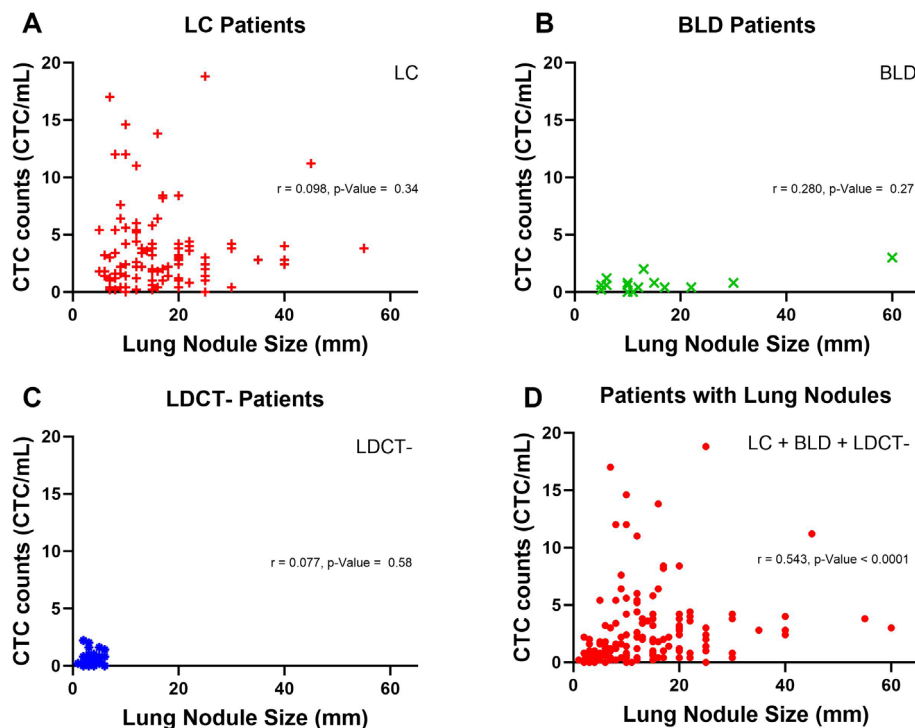 A
LC Patients
CTC counts (CTC/mL)
20
15
10
5
0
LC
r = 0.098, p-Value = 0.34
0
20
40
60
Lung Nodule Size (mm)
B
BLD Patients
CTC counts (CTC/mL)
20
15
10
5
0
BLD
r = 0.280, p-Value = 0.27
0
20
40
60
Lung Nodule Size (mm)
C
LDCT- Patients
CTC counts (CTC/mL)
20
15
10
5
0
LDCT-
r = 0.077, p-Value = 0.58
0
20
40
60
Lung Nodule Size (mm)
D
Patients with Lung Nodules
CTC counts (CTC/mL)
20
15
10
5
0
LC + BLD + LDCT-
r = 0.543, p-Value < 0.0001
0
20
40
60
Lung Nodule Size (mm)